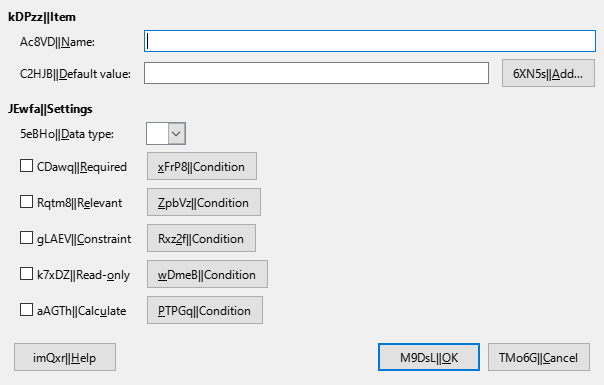 kDPzz||Item
Ac8VD||Name:
C2HJB||Default value:
6XN5s||Add...
JEwfa||Settings
5eBHo||Data type:
CDawq||Required xFrP8||Condition
Rqtm8||Relevant ZpbVz||Condition
gLAEV||Constraint Rxz2f||Condition
k7xDZ||Read-only wDmeB||Condition
aAGTh||Calculate PTPGq||Condition
imQxr||Help M9DsL||OK TMo6G||Cancel